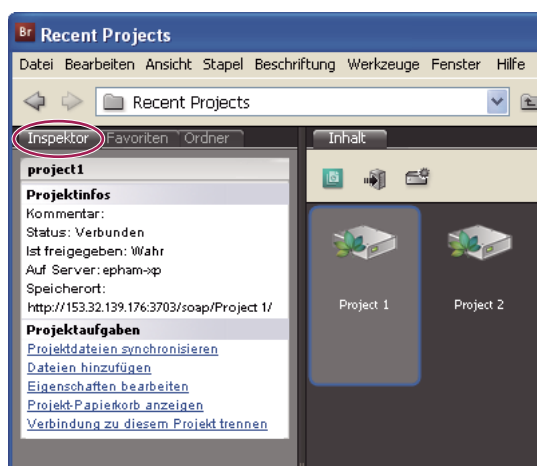 Br Recent Projects
Datei Bearbeiten Ansicht Stapel Beschriftung Werkzeuge Fenster Hilfe
Recent Projects
Inspektor Favoriten Ordner
Inhalt
project1
Projektinfos
Kommentar:
Status: Verbunden
Ist freigegeben: Wahr
Auf Server: epham-xp
Speicherort:
http://153.32.139.176:3703/soap/Project 1/
Projektaufgaben
Projektdateien synchronisieren
Dateien hinzufügen
Eigenschaften bearbeiten
Projekt-Papierkorb anzeigen
Verbindung zu diesem Projekt trennen
Project 1
Project 2